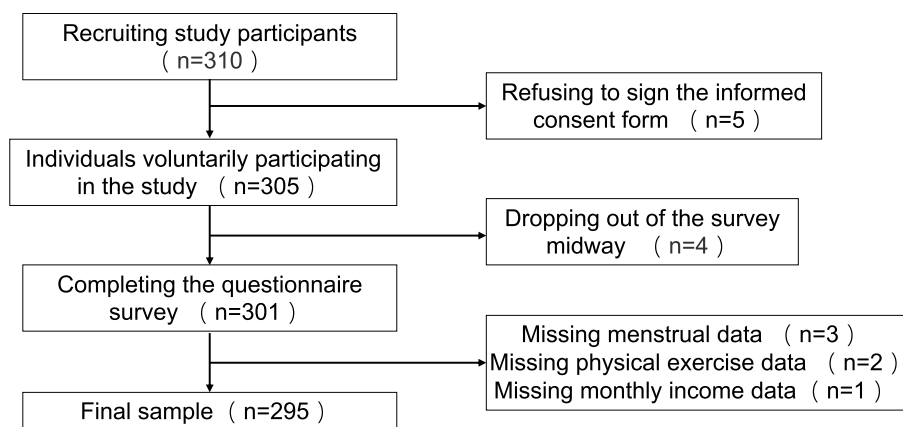 Recruiting study participants
（n=310）
Refusing to sign the informed
consent form （n=5）
Individuals voluntarily participating
in the study （n=305）
Dropping out of the survey
midway （n=4）
Completing the questionnaire
survey （n=301）
Missing menstrual data （n=3）
Missing physical exercise data （n=2）
Missing monthly income data（n=1）
Final sample（n=295）